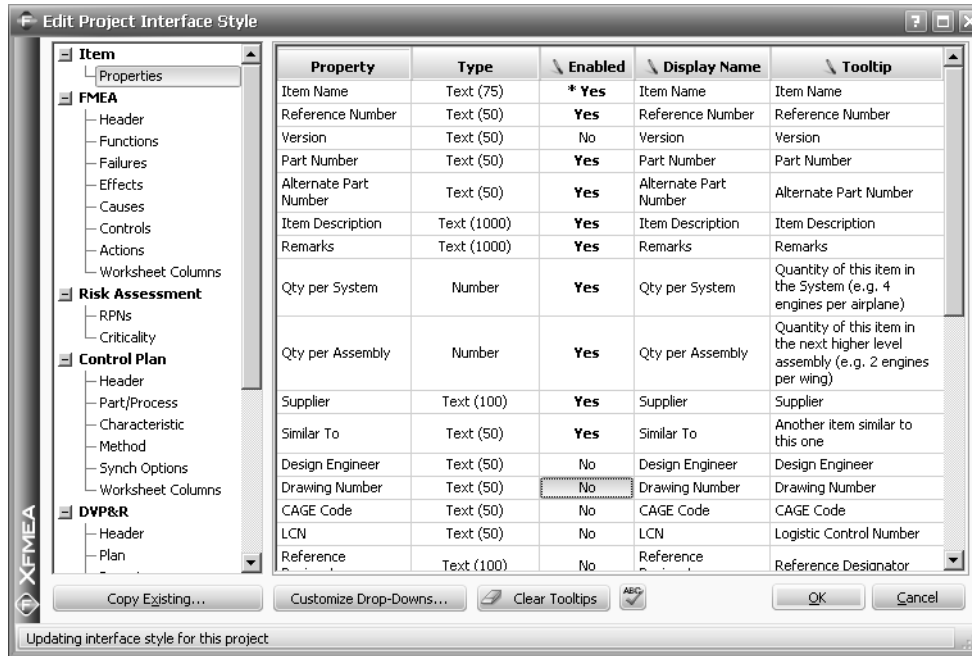 Edit Project Interface Style
Item
Properties
FMEA
Header
Functions
Failures
Effects
Causes
Controls
Actions
Worksheet Columns
Risk Assessment
RPNs
Criticality
Control Plan
Header
Part/Process
Characteristic
Method
Synch Options
Worksheet Columns
DVP&R
Header
Plan
Property Type Enabled Display Name Tooltip
Item Name Text (75) * Yes Item Name Item Name
Reference Number Text (50) Yes Reference Number Reference Number
Version Text (50) No Version Version
Part Number Text (50) Yes Part Number Part Number
Alternate Part
Number
Text (50) Yes
Alternate Part
Number
Alternate Part Number
Item Description Text (1000) Yes Item Description Item Description
Remarks Text (1000) Yes Remarks Remarks
Qty per System Number Yes Qty per System
Quantity of this item in
the System (e.g. 4
engines per airplane)
Qty per Assembly Number Yes Qty per Assembly
Quantity of this item in
the next higher level
assembly (e.g. 2 engines
per wing)
Supplier Text (100) Yes Supplier Supplier
Similar To Text (50) Yes Similar To
Another item similar to
this one
Design Engineer Text (50) No Design Engineer Design Engineer
Drawing Number Text (50) No Drawing Number Drawing Number
CAGE Code Text (50) No CAGE Code CAGE Code
LCN Text (50) No LCN Logistic Control Number
Reference
Text (100) No
Reference
Reference Designator
XFMEA
Copy Existing... Customize Drop-Downs... Clear Tooltips ABC OK Cancel
Updating interface style for this project